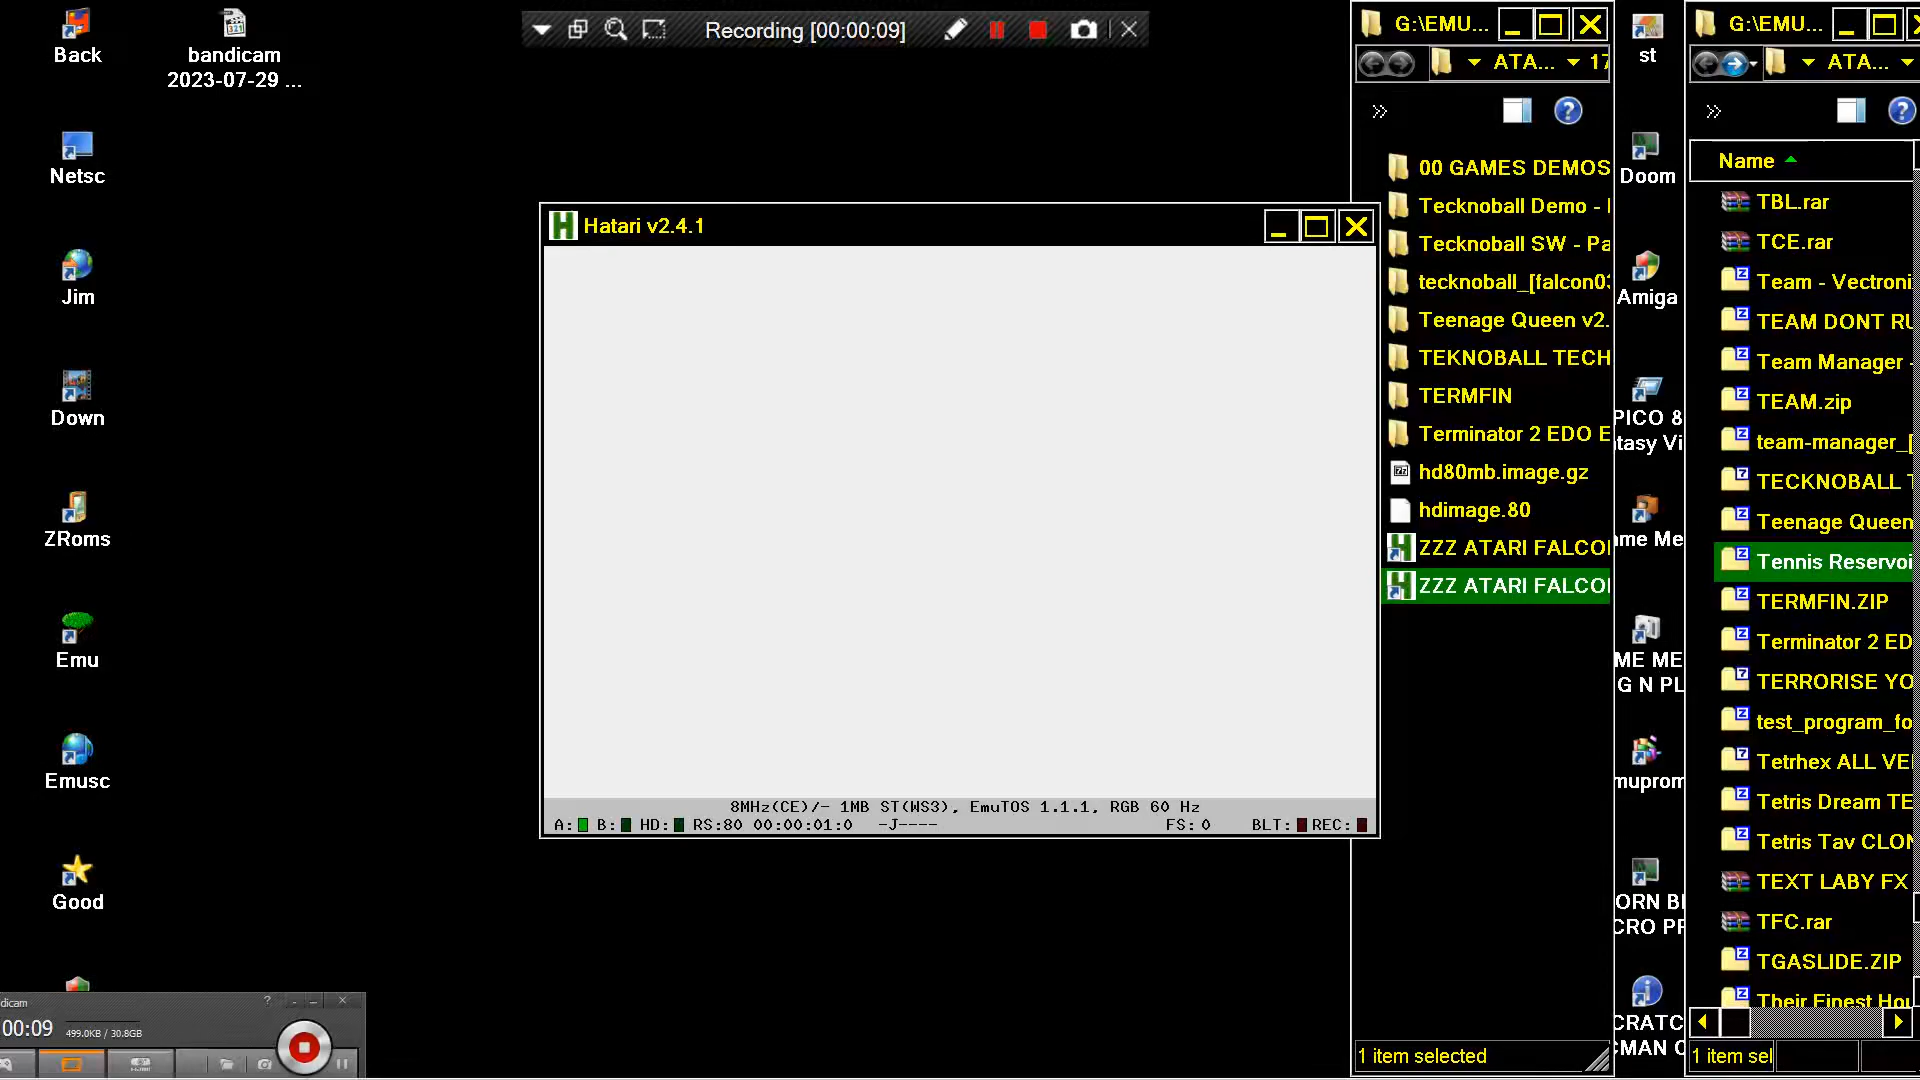 Back
bandicam
2023-07-29 ...
Netsc
Jim
Down
ZRoms
Emu
Emusc
Good
Recording [00:00:09]
Hatari v2.4.1
8MHz(CE)/- 1MB ST(WS3), EmuTOS 1.1.1, RGB 60 Hz
A: B: HD: RS:80 00:00:01:0 -J---- FS: 0 BLT: REC:
dicam
00:09 499.0KB / 30.8GB
G:\EMU...
ATA... 17
00 GAMES DEMOS
Tecknoball Demo -
Tecknoball SW - Pa
tecknoball_[falcon03
Teenage Queen v2.
TEKNOBALL TECH
TERMFIN
Terminator 2 EDO E
hd80mb.image.gz
hdimage.80
ZZZ ATARI FALCO
ZZZ ATARI FALCO
1 item selected
st
Doom
Amiga
PICO 8
tasy Vi
ame Me
ME ME
G N PL
muprom
ORN B
CRO PR
CRATC
CMAN C
G:\EMU...
ATA...
Name
TBL.rar
TCE.rar
Team - Vectroni
TEAM DONT RU
Team Manager -
TEAM.zip
team-manager_[
TECKNOBALL T
Teenage Queen
Tennis Reservoi
TERMFIN.ZIP
Terminator 2 ED
TERRORISE YO
test_program_fo
Tetrhex ALL VE
Tetris Dream TE
Tetris Tav CLON
TEXT LABY FX
TFC.rar
TGASLIDE.ZIP
Their Finest Hou
1 item sel